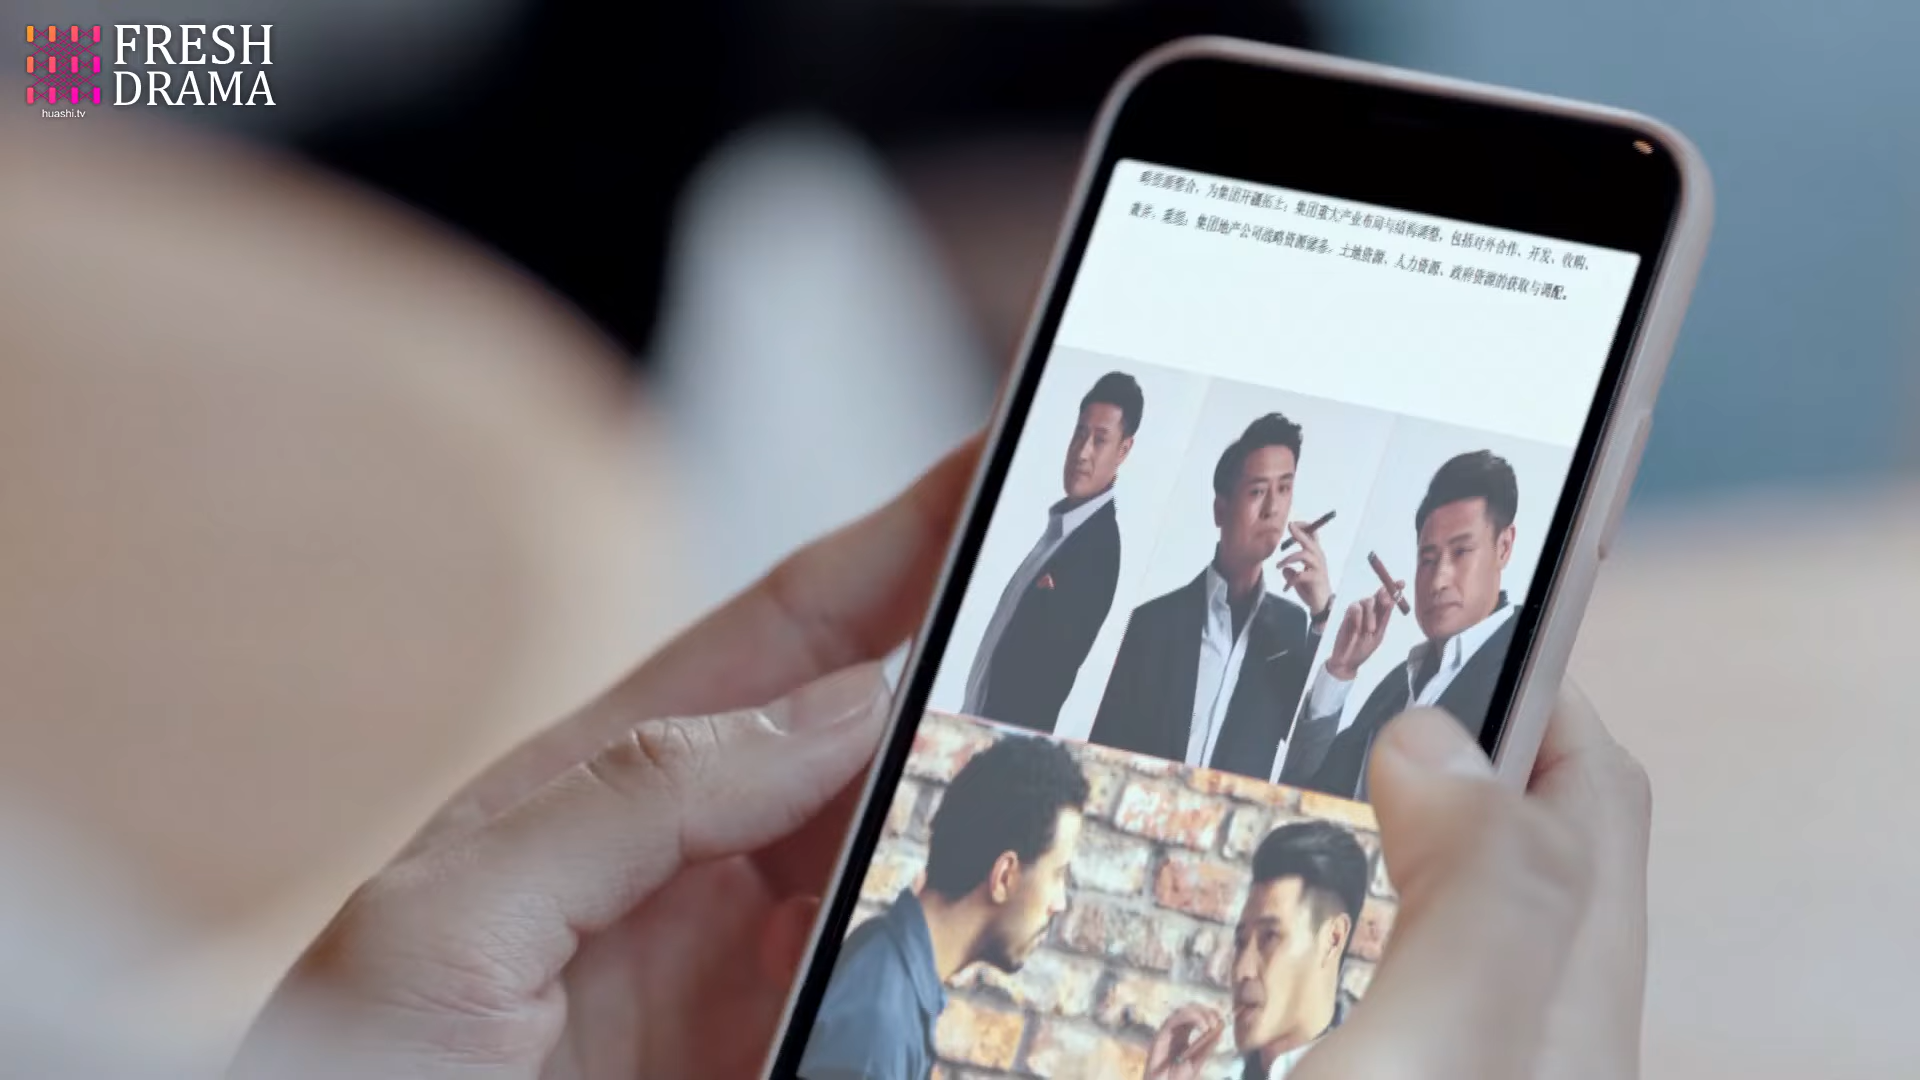 FRESH
DRAMA
huashi.tv
略资源整合，为集团开疆拓土；集团重大产业布局与结构调整，包括对外合作、开发、收购、
兼并、重组；集团地产公司战略资源储备，土地资源、人力资源、政府资源的获取与调配。